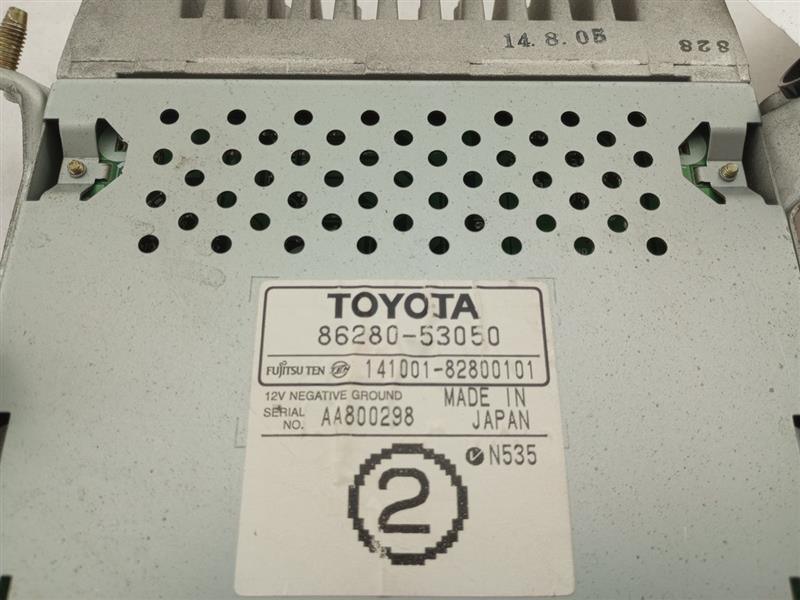 14.8.05
828
TOYOTA
86280-53050
FUJITSU TEN TEN 141001-82800101
12V NEGATIVE GROUND MADE IN
SERIAL NO. AA800298 JAPAN
N535
2